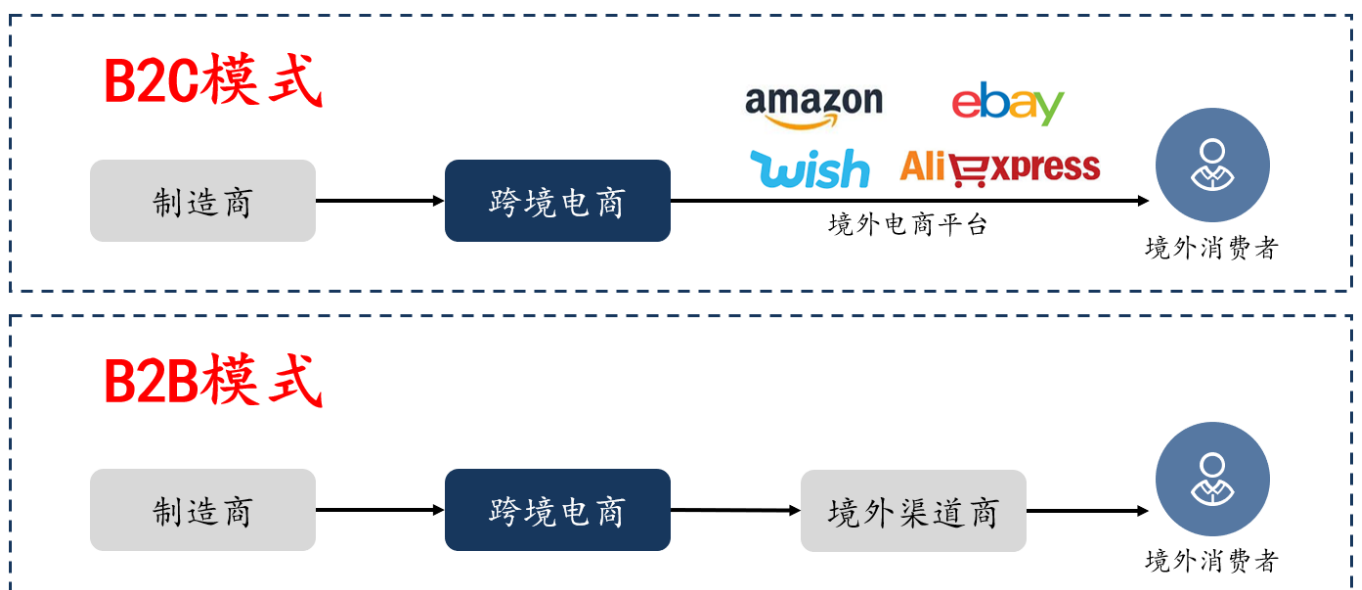 B2C模式
amazon
ebay
wish
AliExpress
制造商
跨境电商
境外电商平台
境外消费者
B2B模式
制造商
跨境电商
境外渠道商
境外消费者